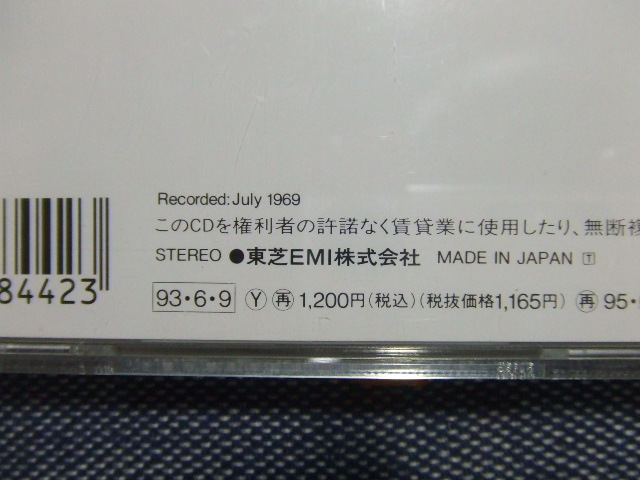 Recorded: July 1969
このCDを権利者の許諾なく賃貸業に使用したり、無断複
STEREO ●東芝EMI株式会社 MADE IN JAPAN 🅃
84423
93・6・9 Ⓨ ㊢ 1,200円(税込)(税抜価格1,165円) 再 95・